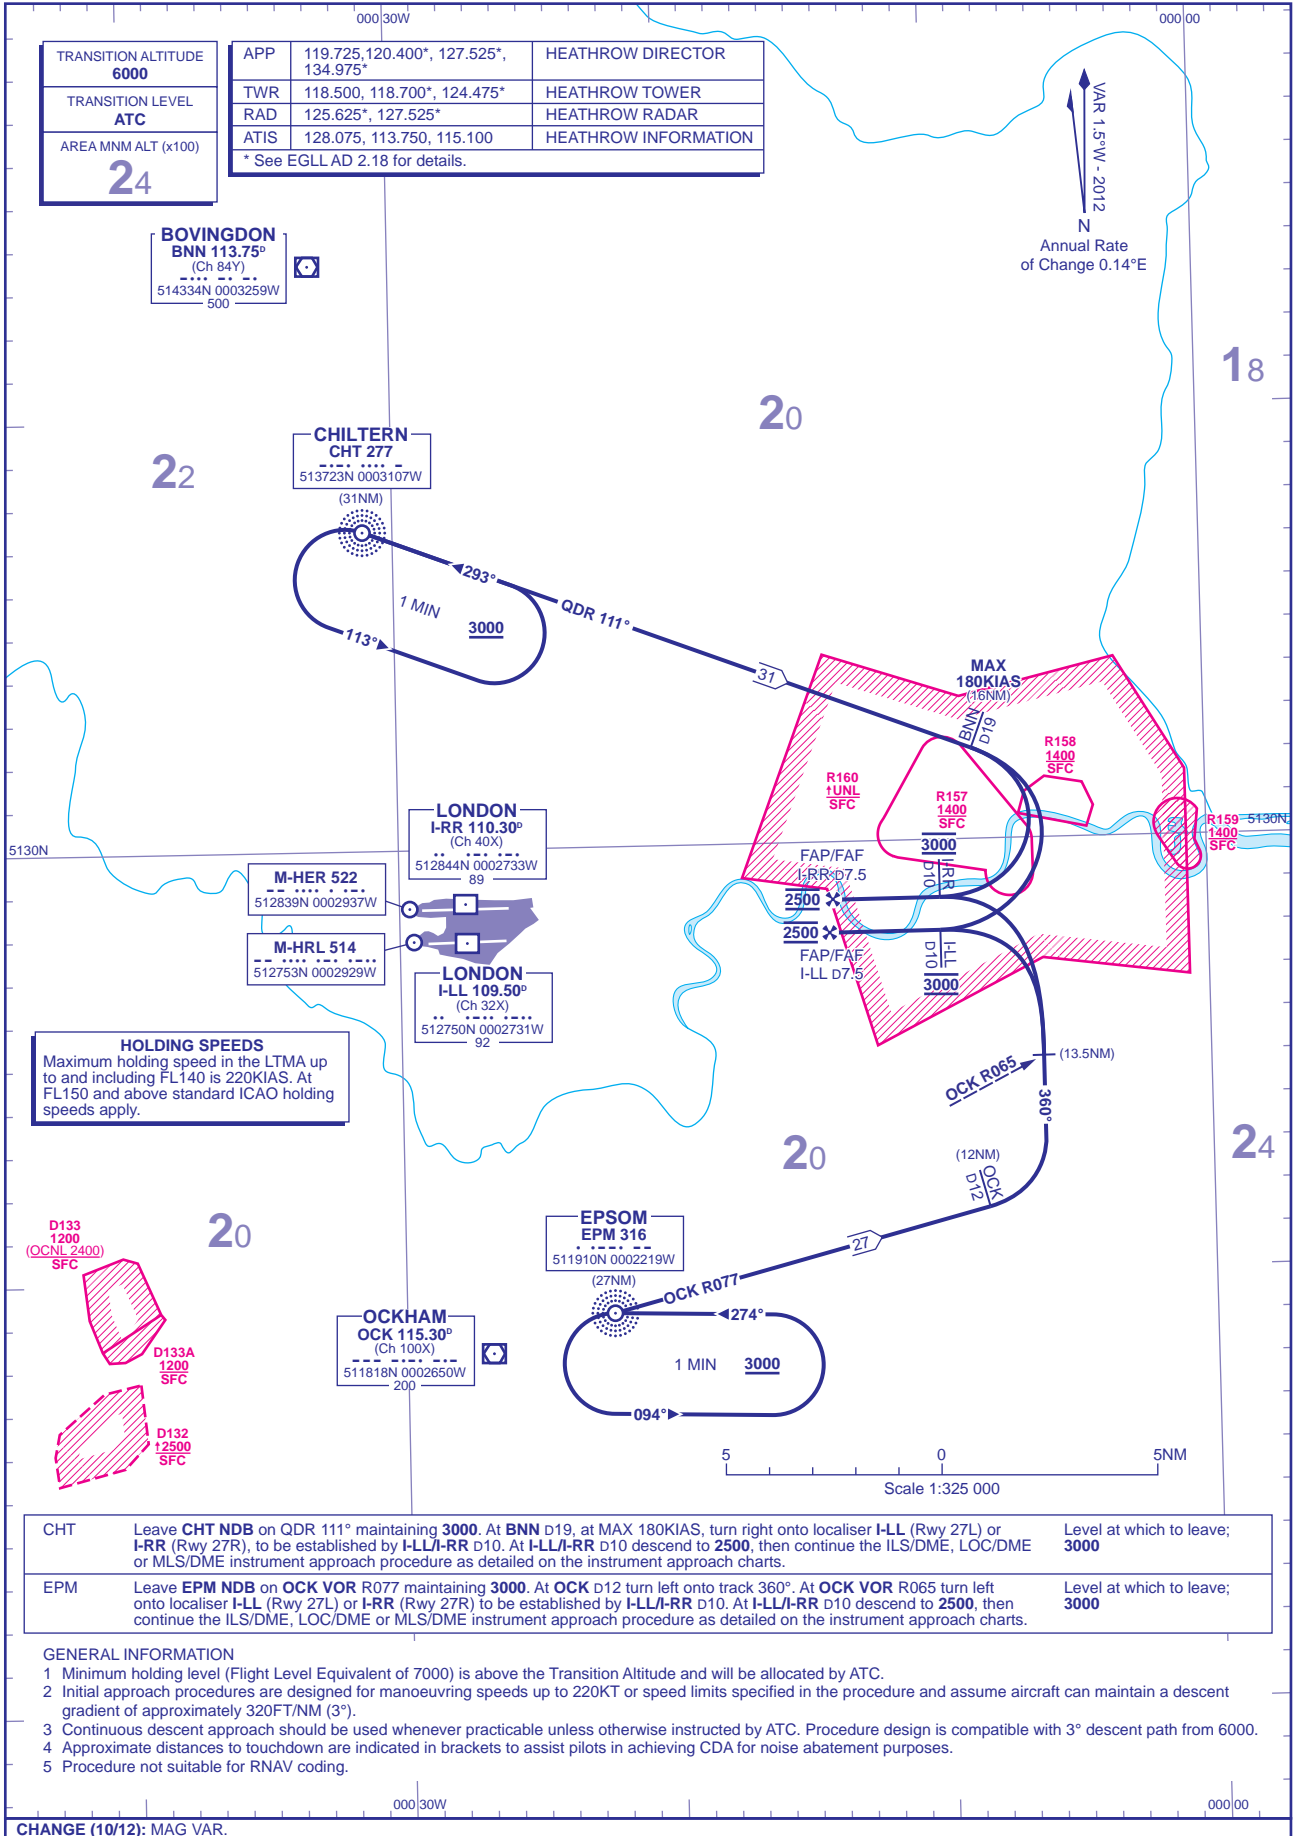 000 30W
000 00
TRANSITION ALTITUDE
6000
TRANSITION LEVEL
ATC
AREA MNM ALT (x100)
24
APP 119.725,120.400*, 127.525*, HEATHROW DIRECTOR
134.975*
TWR 118.500, 118.700*, 124.475* HEATHROW TOWER
RAD 125.625*, 127.525* HEATHROW RADAR
ATIS 128.075, 113.750, 115.100 HEATHROW INFORMATION
* See EGLL AD 2.18 for details.
VAR 1.5°W - 2012
N
Annual Rate
of Change 0.14°E
BOVINGDON
BNN 113.75D
(Ch 84Y)
514334N 0003259W
500
18
20
22
CHILTERN
CHT 277
513723N 0003107W
(31NM)
293°
1 MIN
3000
113°
QDR 111°
31
MAX
180KIAS
(16NM)
BNN
D19
R158
1400
SFC
R160
↑UNL
SFC
R157
1400
SFC
R159
1400
SFC
5130N
5130N
LONDON
I-RR 110.30D
(Ch 40X)
512844N 0002733W
89
3000
I-RR
D10
FAP/FAF
I-RR D7.5
2500
M-HER 522
512839N 0002937W
M-HRL 514
512753N 0002929W
2500
FAP/FAF
I-LL D7.5
I-LL
D10
3000
LONDON
I-LL 109.50D
(Ch 32X)
512750N 0002731W
92
HOLDING SPEEDS
Maximum holding speed in the LTMA up
to and including FL140 is 220KIAS. At
FL150 and above standard ICAO holding
speeds apply.
(13.5NM)
OCK R065
360°
20
24
(12NM)
OCK
D12
20
D133
1200
(OCNL 2400)
SFC
EPSOM
EPM 316
511910N 0002219W
(27NM)
27
OCK R077
274°
1 MIN
3000
094°
OCKHAM
OCK 115.30D
(Ch 100X)
511818N 0002650W
200
D133A
1200
SFC
D132
↑2500
SFC
5 0 5NM
Scale 1:325 000
CHT Leave CHT NDB on QDR 111° maintaining 3000. At BNN D19, at MAX 180KIAS, turn right onto localiser I-LL (Rwy 27L) or Level at which to leave;
I-RR (Rwy 27R), to be established by I-LL/I-RR D10. At I-LL/I-RR D10 descend to 2500, then continue the ILS/DME, LOC/DME 3000
or MLS/DME instrument approach procedure as detailed on the instrument approach charts.
EPM Leave EPM NDB on OCK VOR R077 maintaining 3000. At OCK D12 turn left onto track 360°. At OCK VOR R065 turn left Level at which to leave;
onto localiser I-LL (Rwy 27L) or I-RR (Rwy 27R) to be established by I-LL/I-RR D10. At I-LL/I-RR D10 descend to 2500, then 3000
continue the ILS/DME, LOC/DME or MLS/DME instrument approach procedure as detailed on the instrument approach charts.
GENERAL INFORMATION
1 Minimum holding level (Flight Level Equivalent of 7000) is above the Transition Altitude and will be allocated by ATC.
2 Initial approach procedures are designed for manoeuvring speeds up to 220KT or speed limits specified in the procedure and assume aircraft can maintain a descent
gradient of approximately 320FT/NM (3°).
3 Continuous descent approach should be used whenever practicable unless otherwise instructed by ATC. Procedure design is compatible with 3° descent path from 6000.
4 Approximate distances to touchdown are indicated in brackets to assist pilots in achieving CDA for noise abatement purposes.
5 Procedure not suitable for RNAV coding.
000 30W
000 00
CHANGE (10/12): MAG VAR.